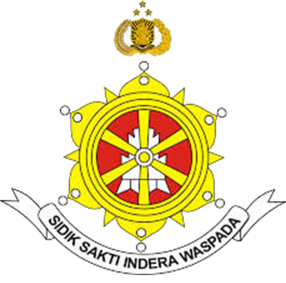 SIDIK SAKTI INDERA WASPADA